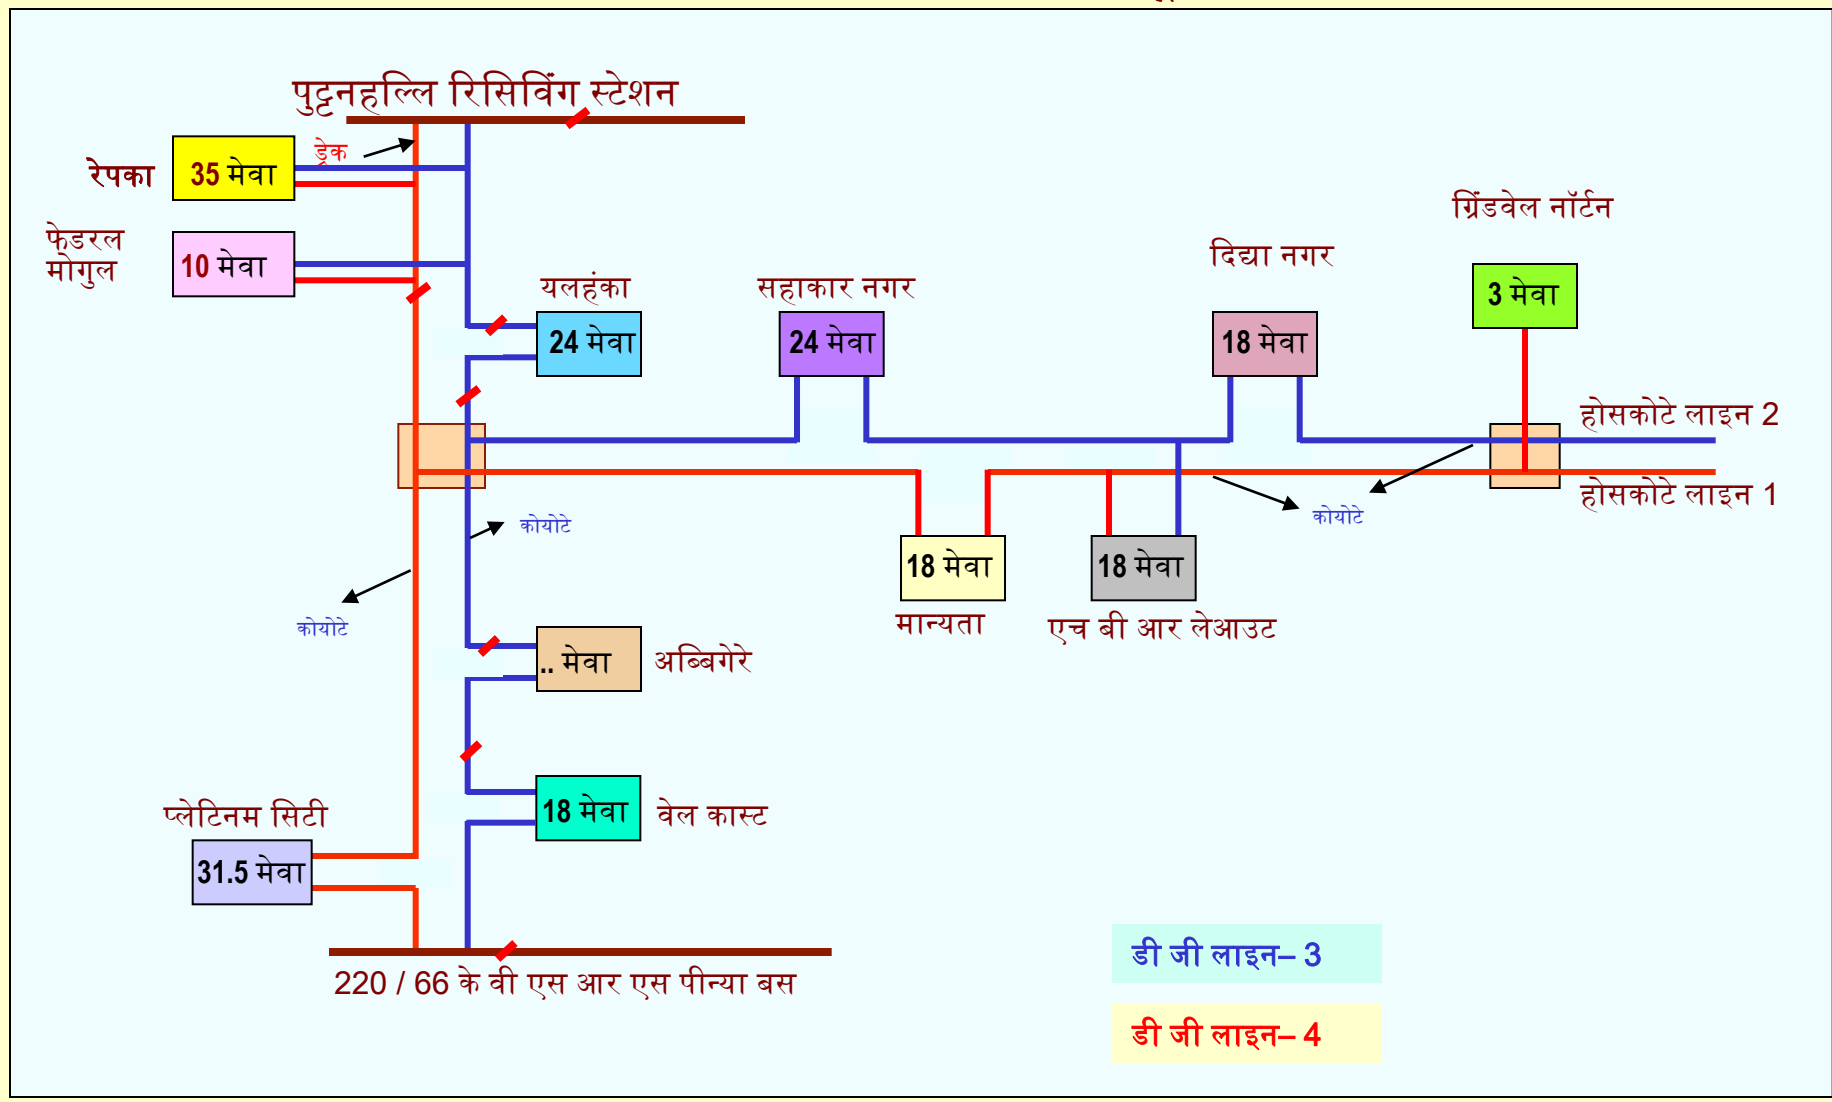 पुट्टनहल्लि रिसिविंग स्टेशन
ड्रेक
रेपका
35 मेवा
फेडरल
मोगुल
10 मेवा
यलहंका
24 मेवा
सहाकार नगर
24 मेवा
दिद्या नगर
18 मेवा
ग्रिंडवेल नॉर्टन
3 मेवा
होसकोटे लाइन 2
होसकोटे लाइन 1
कोयोटे
कोयोटे
कोयोटे
18 मेवा
मान्यता
18 मेवा
एच बी आर लेआउट
.. मेवा
अब्बिगेरे
18 मेवा
वेल कास्ट
प्लेटिनम सिटी
31.5 मेवा
220 / 66 के वी एस आर एस पीन्या बस
डी जी लाइन– 3
डी जी लाइन– 4